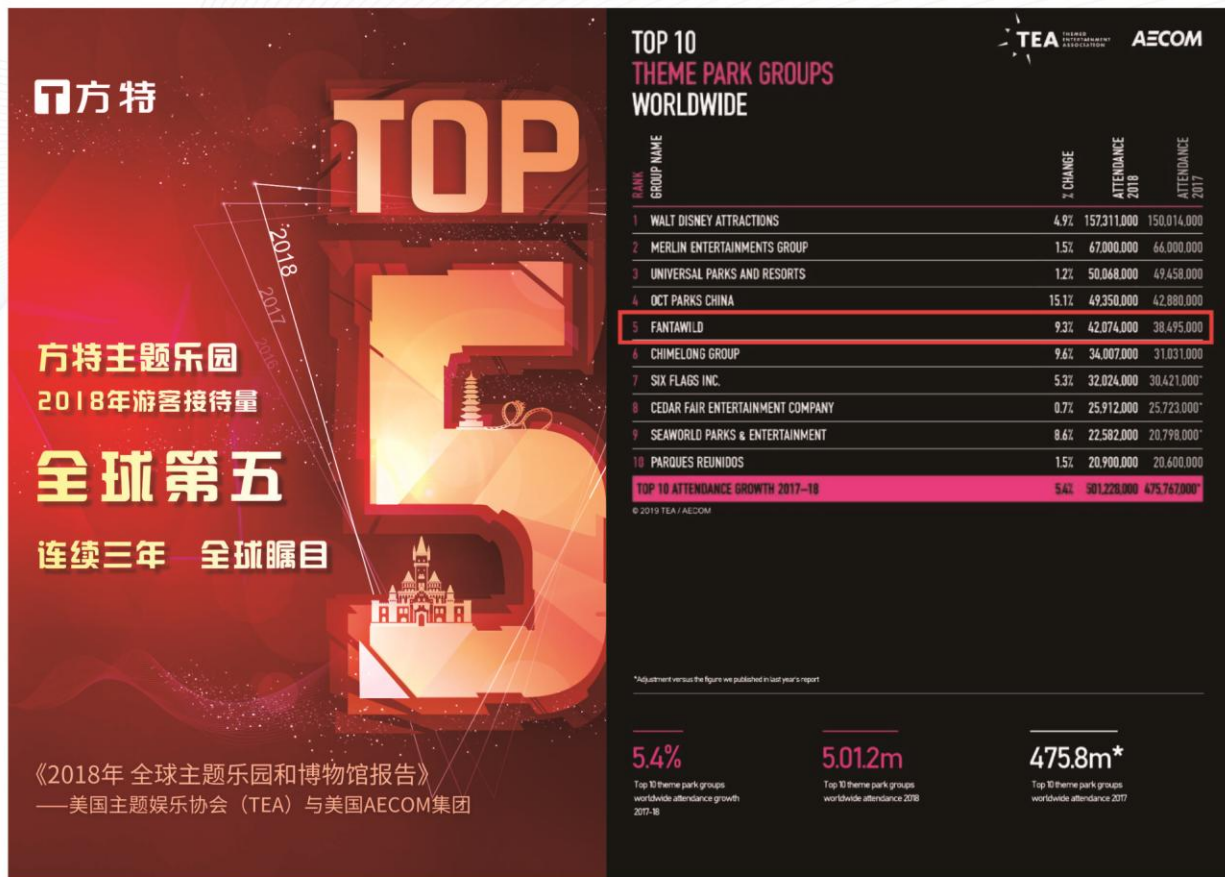 方特
TOP
5
2018
2017
2016
方特主题乐园
2018年游客接待量
全球第五
连续三年 全球瞩目
《2018年 全球主题乐园和博物馆报告》
——美国主题娱乐协会（TEA）与美国AECOM集团
TOP 10
THEME PARK GROUPS
WORLDWIDE
TEA THEMED ENTERTAINMENT ASSOCIATION
AECOM
RANK GROUP NAME % CHANGE ATTENDANCE 2018 ATTENDANCE 2017
1 WALT DISNEY ATTRACTIONS 4.9% 157,311,000 150,014,000
2 MERLIN ENTERTAINMENTS GROUP 1.5% 67,000,000 66,000,000
3 UNIVERSAL PARKS AND RESORTS 1.2% 50,068,000 49,458,000
4 OCT PARKS CHINA 15.1% 49,350,000 42,880,000
5 FANTAWILD 9.3% 42,074,000 38,495,000
6 CHIMELONG GROUP 9.6% 34,007,000 31,031,000
7 SIX FLAGS INC. 5.3% 32,024,000 30,421,000*
8 CEDAR FAIR ENTERTAINMENT COMPANY 0.7% 25,912,000 25,723,000*
9 SEAWORLD PARKS & ENTERTAINMENT 8.6% 22,582,000 20,798,000*
10 PARQUES REUNIDOS 1.5% 20,900,000 20,600,000
TOP 10 ATTENDANCE GROWTH 2017–18 5.4% 501,228,000 475,767,000*
© 2019 TEA / AECOM
*Adjustment versus the figure we published in last year's report
5.4%
Top 10 theme park groups
worldwide attendance growth
2017-18
5.01.2m
Top 10 theme park groups
worldwide attendance 2018
475.8m*
Top 10 theme park groups
worldwide attendance 2017